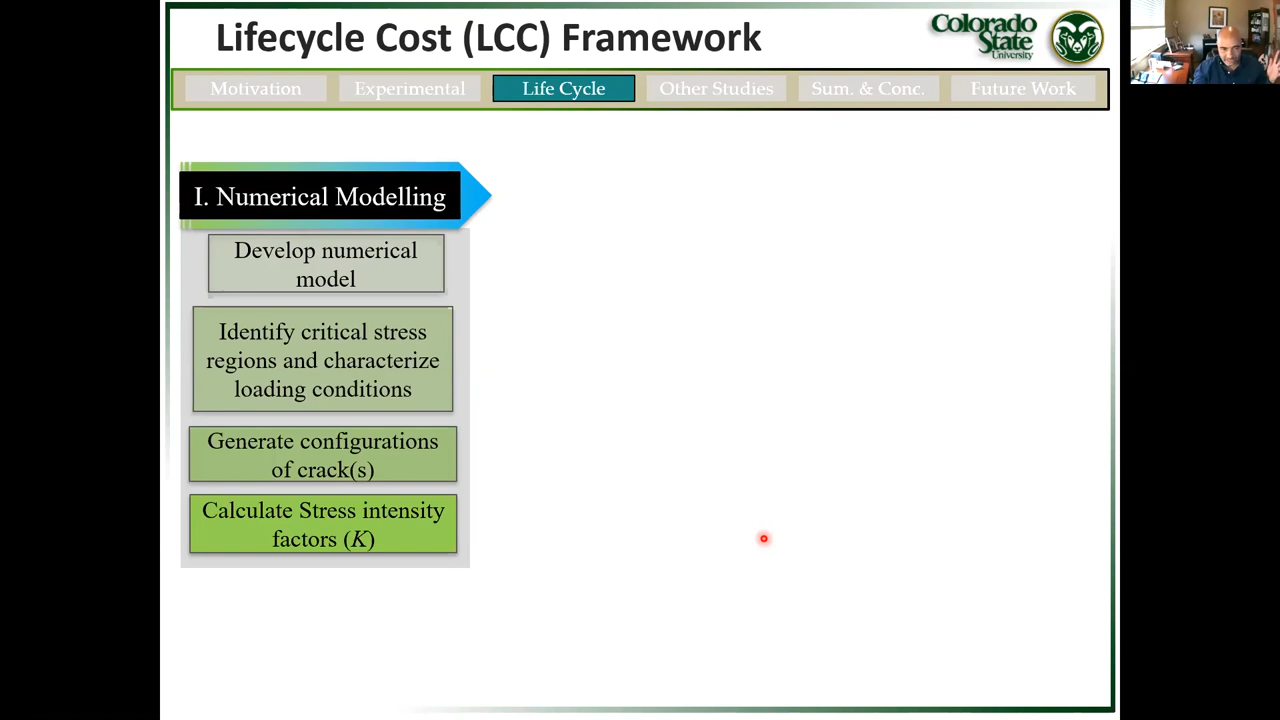 Lifecycle Cost (LCC) Framework
Colorado
State
University
Motivation
Experimental
Life Cycle
Other Studies
Sum. & Conc.
Future Work
I. Numerical Modelling
Develop numerical
model
Identify critical stress
regions and characterize
loading conditions
Generate configurations
of crack(s)
Calculate Stress intensity
factors (K)